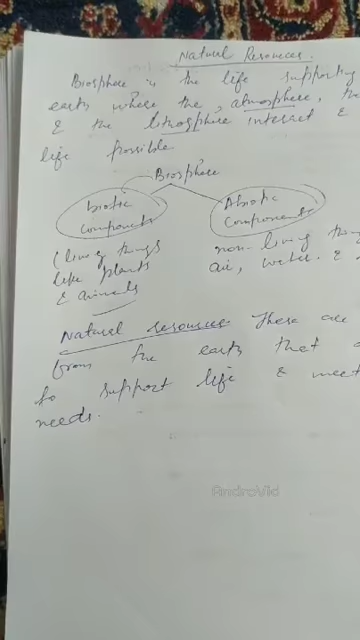 Natural Resources.
Biosphere is the life supporting
earth where the, atmosphere, the
& the lithosphere interact &
life possible
Biosphere
biotic
components
Abiotic
Components
(living things
like plants
& animals
non-living thing
air, water &
Natural resources These are
from the earth that
to support life & meet
needs.
AndroVid